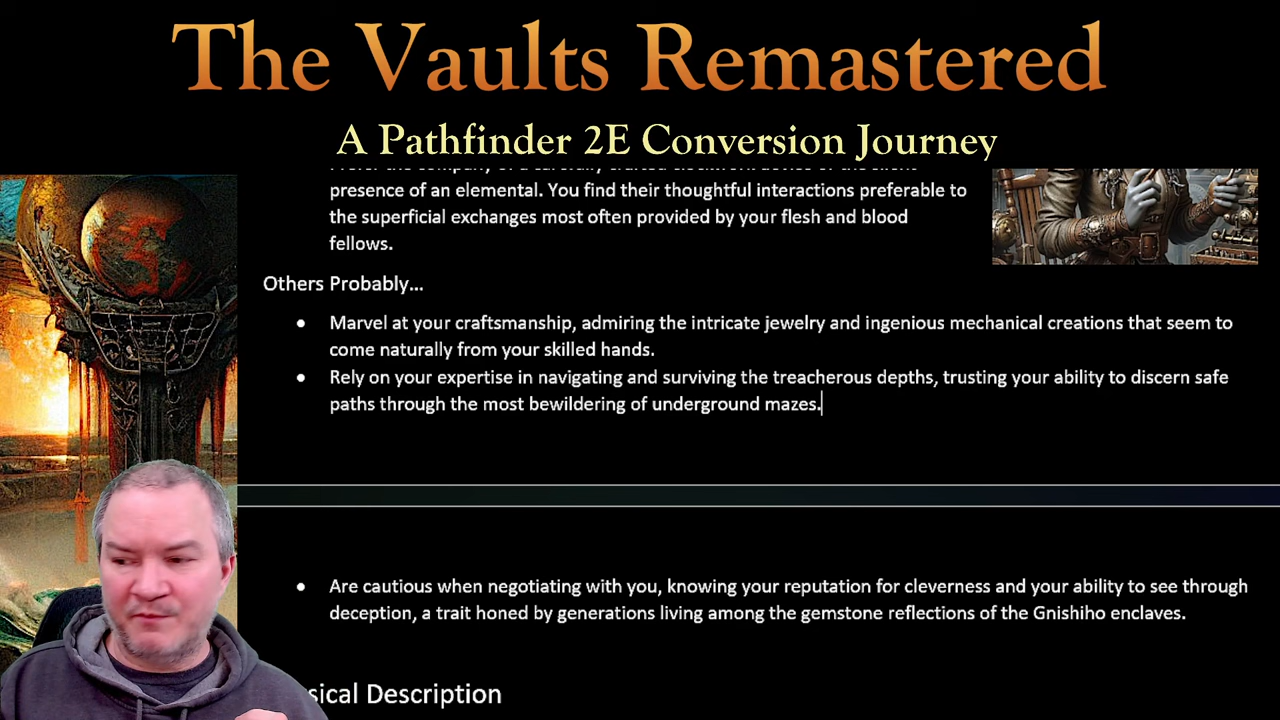 The Vaults Remastered
A Pathfinder 2E Conversion Journey
presence of an elemental. You find their thoughtful interactions preferable to
the superficial exchanges most often provided by your flesh and blood
fellows.
Others Probably...
Marvel at your craftsmanship, admiring the intricate jewelry and ingenious mechanical creations that seem to
come naturally from your skilled hands.
Rely on your expertise in navigating and surviving the treacherous depths, trusting your ability to discern safe
paths through the most bewildering of underground mazes.
Are cautious when negotiating with you, knowing your reputation for cleverness and your ability to see through
deception, a trait honed by generations living among the gemstone reflections of the Gnishiho enclaves.
sical Description